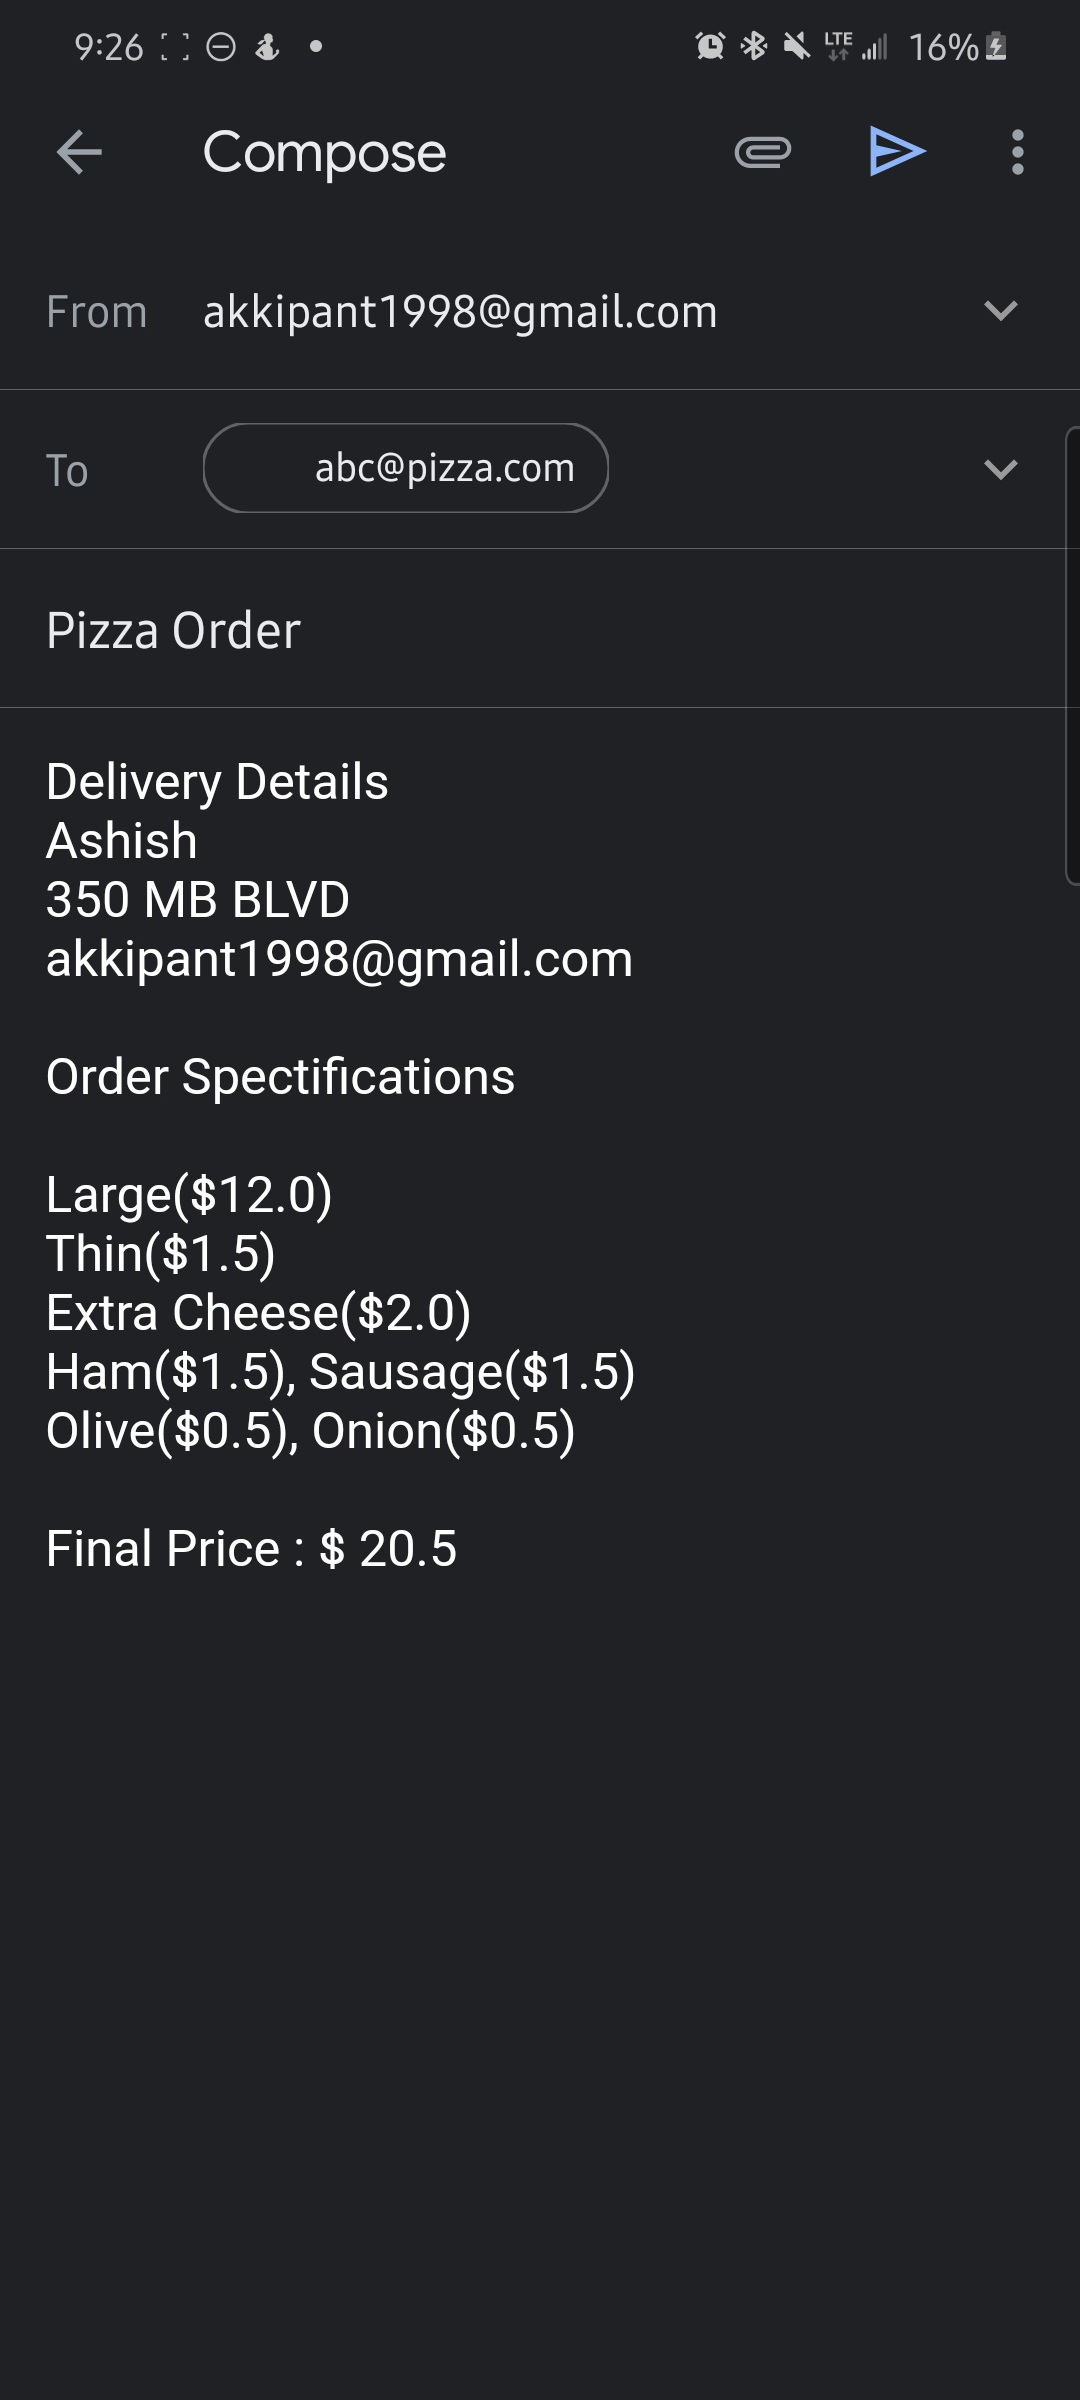 9:26 LTE 16%
Compose
From akkipant1998@gmail.com
To abc@pizza.com
Pizza Order
Delivery Details
Ashish
350 MB BLVD
akkipant1998@gmail.com
Order Spectifications
Large($12.0)
Thin($1.5)
Extra Cheese($2.0)
Ham($1.5), Sausage($1.5)
Olive($0.5), Onion($0.5)
Final Price : $ 20.5